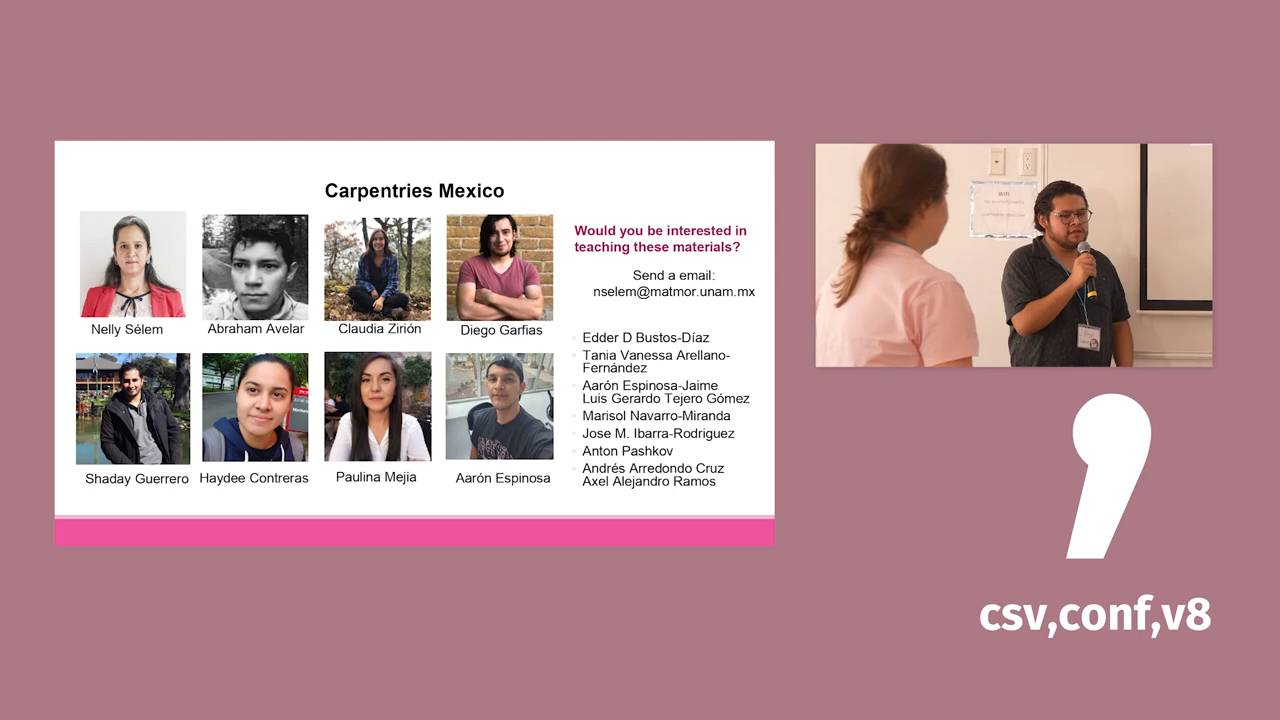 Carpentries Mexico
Nelly Sélem
Abraham Avelar
Claudia Zirión
Diego Garfias
Shaday Guerrero
Haydee Contreras
Paulina Mejia
Aarón Espinosa
Would you be interested in
teaching these materials?
Send a email:
nselem@matmor.unam.mx
Edder D Bustos-Díaz
Tania Vanessa Arellano-
Fernández
Aarón Espinosa-Jaime
Luis Gerardo Tejero Gómez
Marisol Navarro-Miranda
Jose M. Ibarra-Rodriguez
Anton Pashkov
Andrés Arredondo Cruz
Axel Alejandro Ramos
WIFI
csv,conf,v8